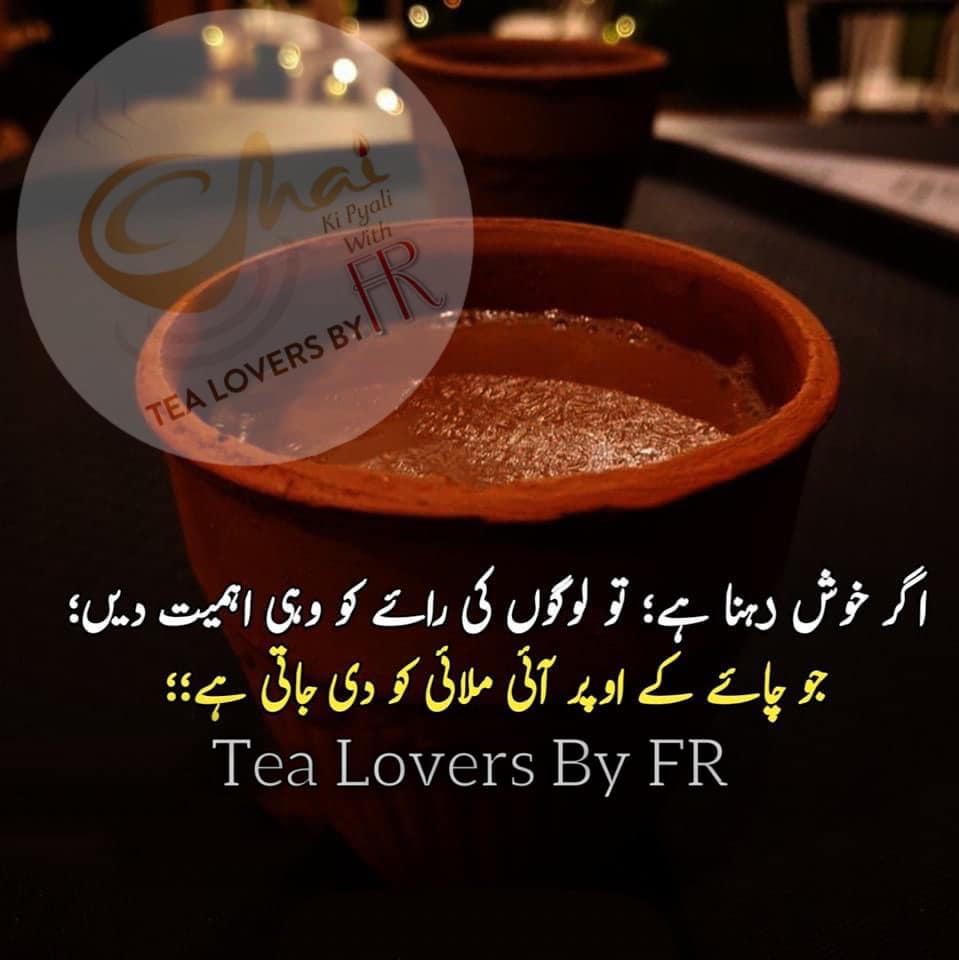 Chai
Ki Pyali
With
FR
TEA LOVERS BY
اگر خوش دہنا ہے؛ تو لوگوں کی رائے کو وہی اہمیت دیں؛
جو چائے کے اوپر آئی ملائی کو دی جاتی ہے؛؛
Tea Lovers By FR